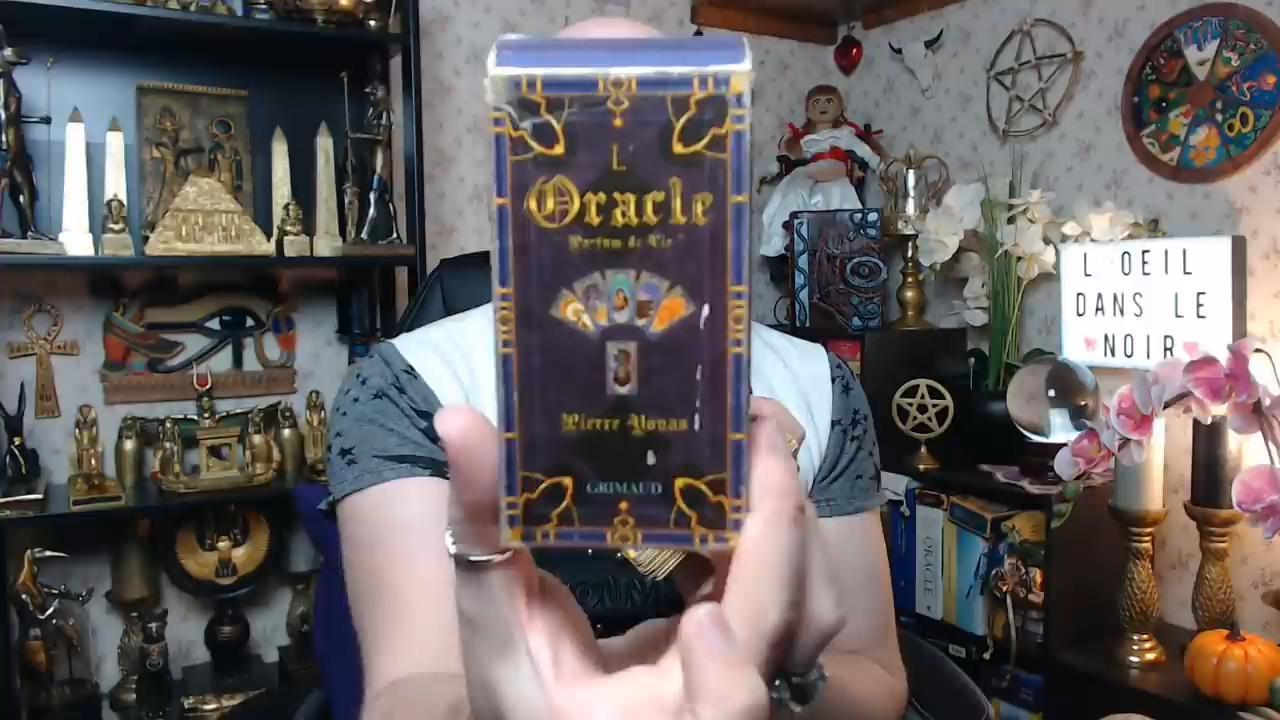 L
Oracle
"Parfum de Vie"
Pierre Yonas
GRIMAUD
L OEIL
DANS LE
NOIR
ORACLE